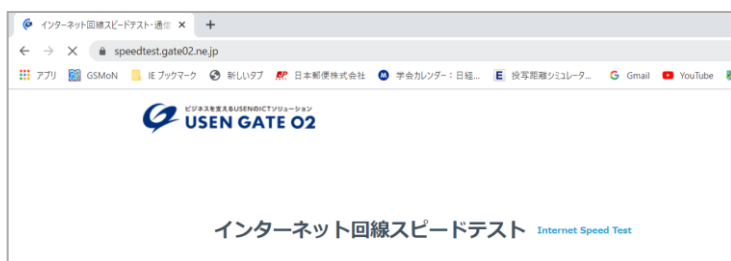 インターネット回線スピードテスト・通信
speedtest.gate02.ne.jp
アプリ GSMoN IE ブックマーク 新しいタブ 日本郵便株式会社 学会カレンダー：日経... E 投写距離シミュレータ... Gmail YouTube
ビジネスを支えるUSENのICTソリューション
USEN GATE 02
インターネット回線スピードテスト Internet Speed Test